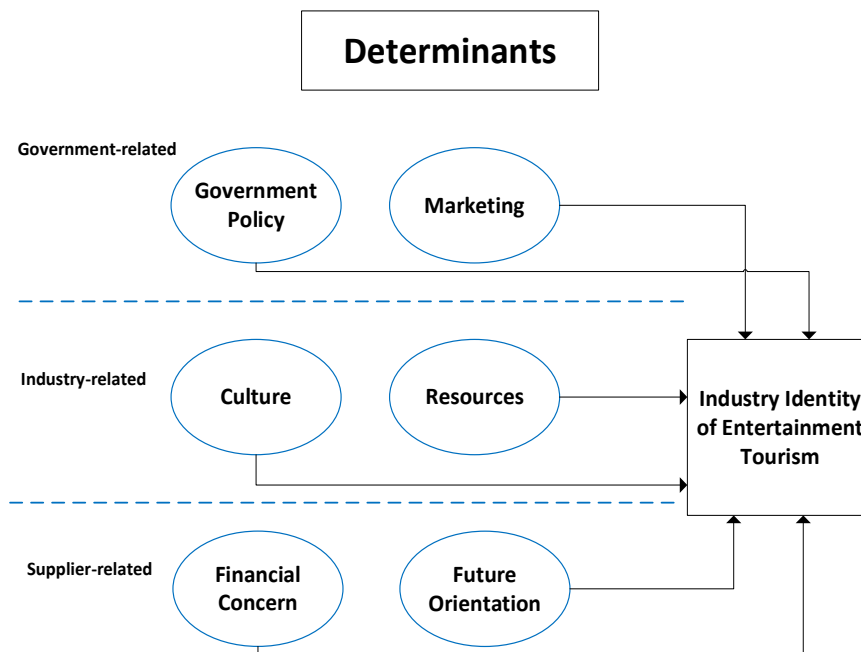 Determinants
Government-related
Government
Policy
Marketing
Industry-related
Culture
Resources
Industry Identity
of Entertainment
Tourism
Supplier-related
Financial
Concern
Future
Orientation